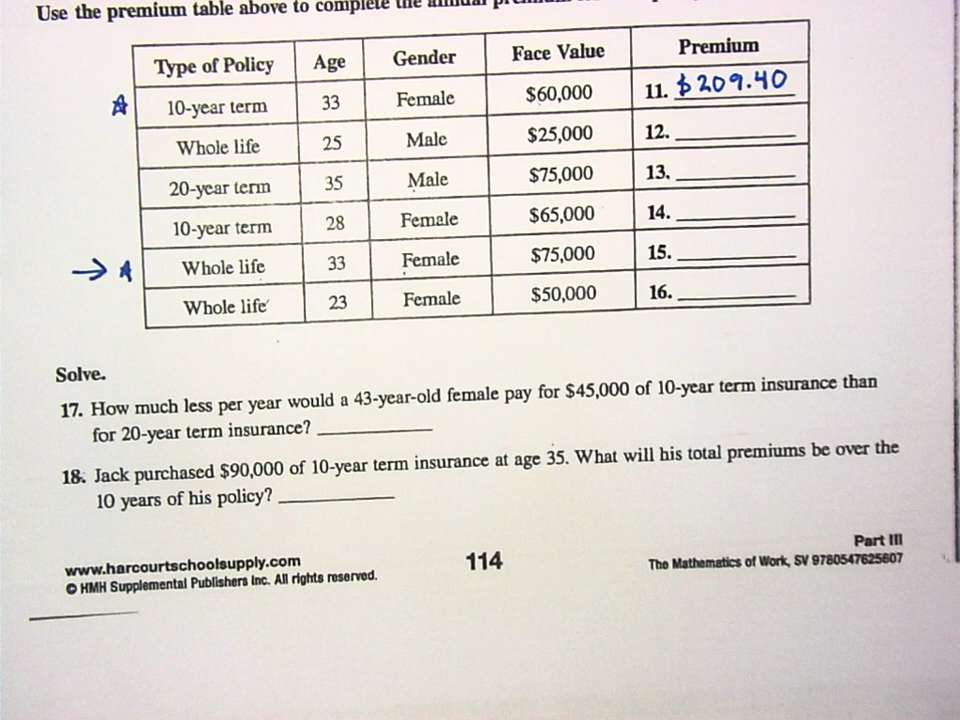 Use the premium table above to complete the annual
Type of Policy Age Gender Face Value Premium
10-year term 33 Female $60,000 11. $209.40
Whole life 25 Male $25,000 12.
20-year term 35 Male $75,000 13.
10-year term 28 Female $65,000 14.
→ Whole life 33 Female $75,000 15.
Whole life 23 Female $50,000 16.
Solve.
17. How much less per year would a 43-year-old female pay for $45,000 of 10-year term insurance than
for 20-year term insurance?
18. Jack purchased $90,000 of 10-year term insurance at age 35. What will his total premiums be over the
10 years of his policy?
www.harcourtschoolsupply.com
© HMH Supplemental Publishers Inc. All rights reserved.
114
Part III
The Mathematics of Work, SV 9780547625607